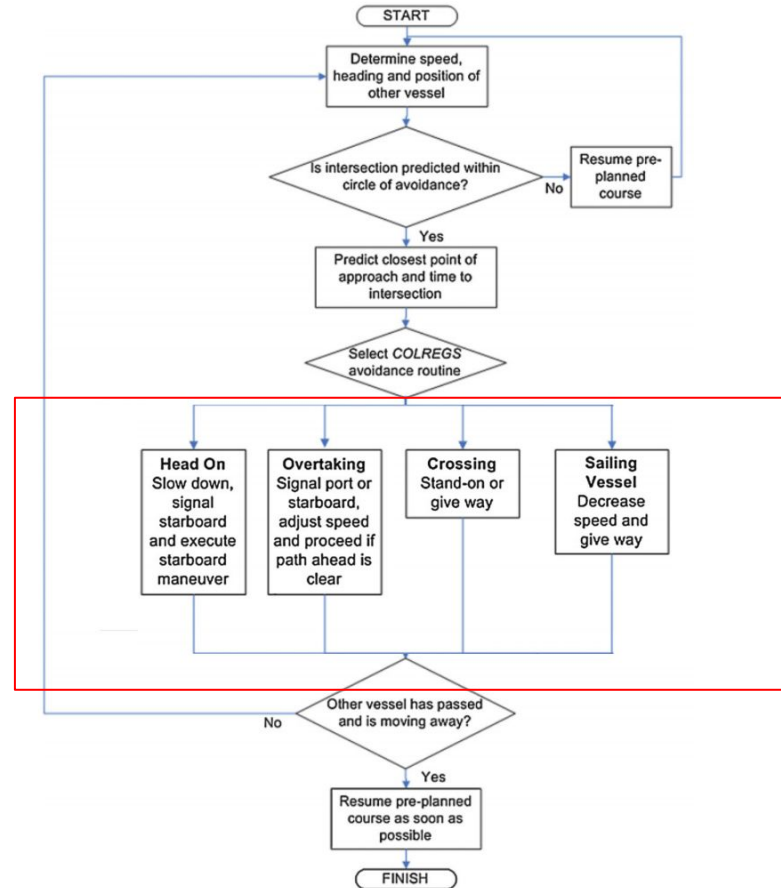 START
Determine speed,
heading and position of
other vessel
Is intersection predicted within
circle of avoidance?
No
Resume pre-
planned
course
Yes
Predict closest point of
approach and time to
intersection
Select COLREGS
avoidance routine
Head On
Slow down,
signal
starboard
and execute
starboard
maneuver
Overtaking
Signal port or
starboard,
adjust speed
and proceed if
path ahead is
clear
Crossing
Stand-on or
give way
Sailing
Vessel
Decrease
speed and
give way
Other vessel has passed
and is moving away?
No
Yes
Resume pre-planned
course as soon as
possible
FINISH